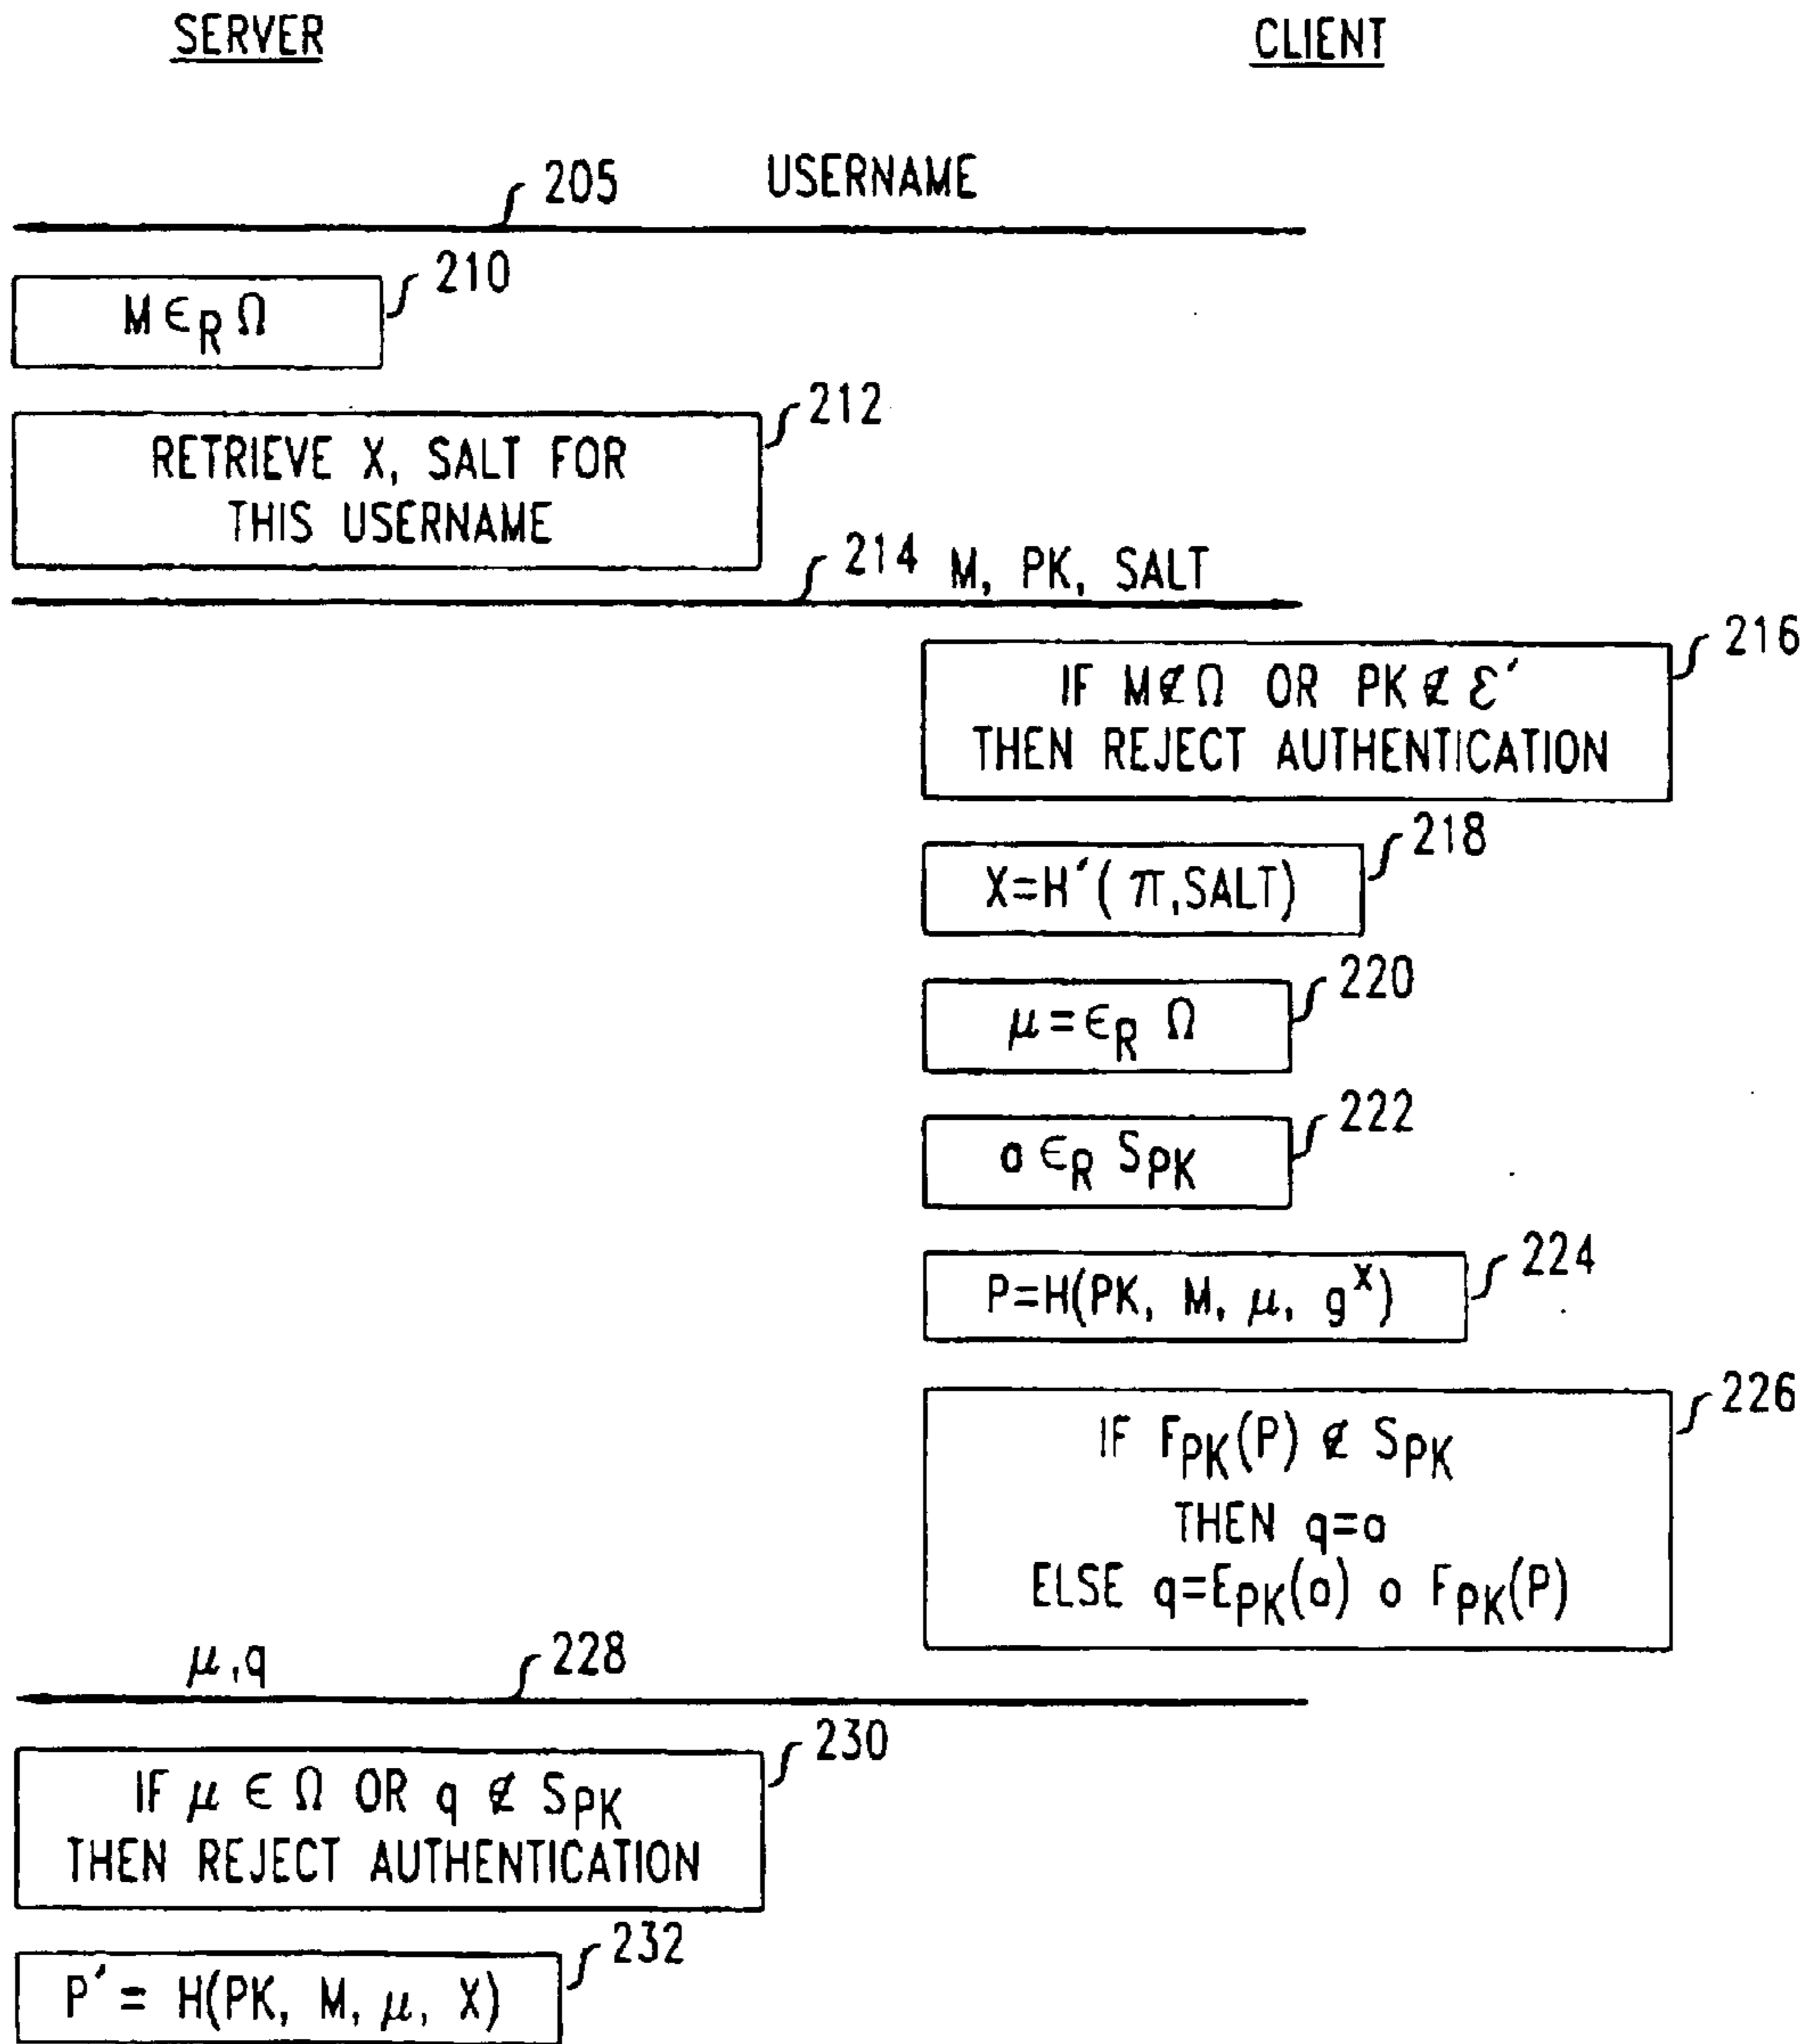 SERVER
CLIENT
205 USERNAME
210
M ∈R Ω
212
RETRIEVE X, SALT FOR
THIS USERNAME
214 M, PK, SALT
216
IF M∉Ω OR PK∉ε′
THEN REJECT AUTHENTICATION
218
X=H′(π,SALT)
220
μ=∈R Ω
222
a ∈R SPK
224
P=H(PK, M, μ, g^x)
226
IF FPK(P) ∉ SPK
THEN q=a
ELSE q=EPK(a) o FPK(P)
μ,q 228
230
IF μ ∈ Ω OR q ∉ SPK
THEN REJECT AUTHENTICATION
232
P′ = H(PK, M, μ, X)